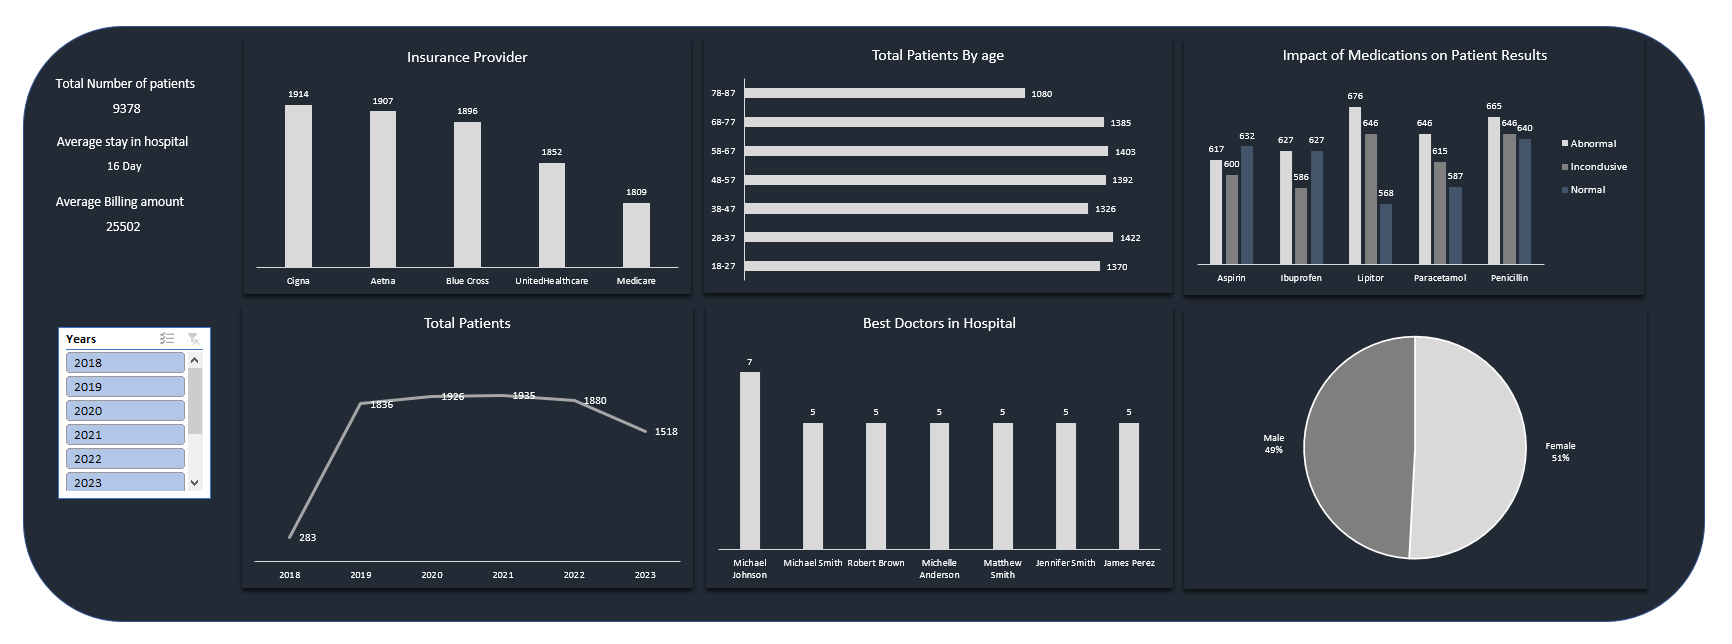 Total Number of patients
9378
Average stay in hospital
16 Day
Average Billing amount
25502
Years
2018
2019
2020
2021
2022
2023
Insurance Provider
1914
1907
1896
1852
1809
Cigna
Aetna
Blue Cross
UnitedHealthcare
Medicare
Total Patients By age
78-87
1080
68-77
1385
58-67
1403
48-57
1392
38-47
1326
28-37
1422
18-27
1370
Impact of Medications on Patient Results
617
600
632
627
586
627
676
646
568
646
615
587
665
646
640
Aspirin
Ibuprofen
Lipitor
Paracetamol
Penicillin
Abnormal
Inconclusive
Normal
Total Patients
283
1836
1926
1935
1880
1518
2018
2019
2020
2021
2022
2023
Best Doctors in Hospital
7
5
5
5
5
5
5
Michael
Johnson
Michael Smith
Robert Brown
Michelle
Anderson
Matthew
Smith
Jennifer Smith
James Perez
Male
49%
Female
51%